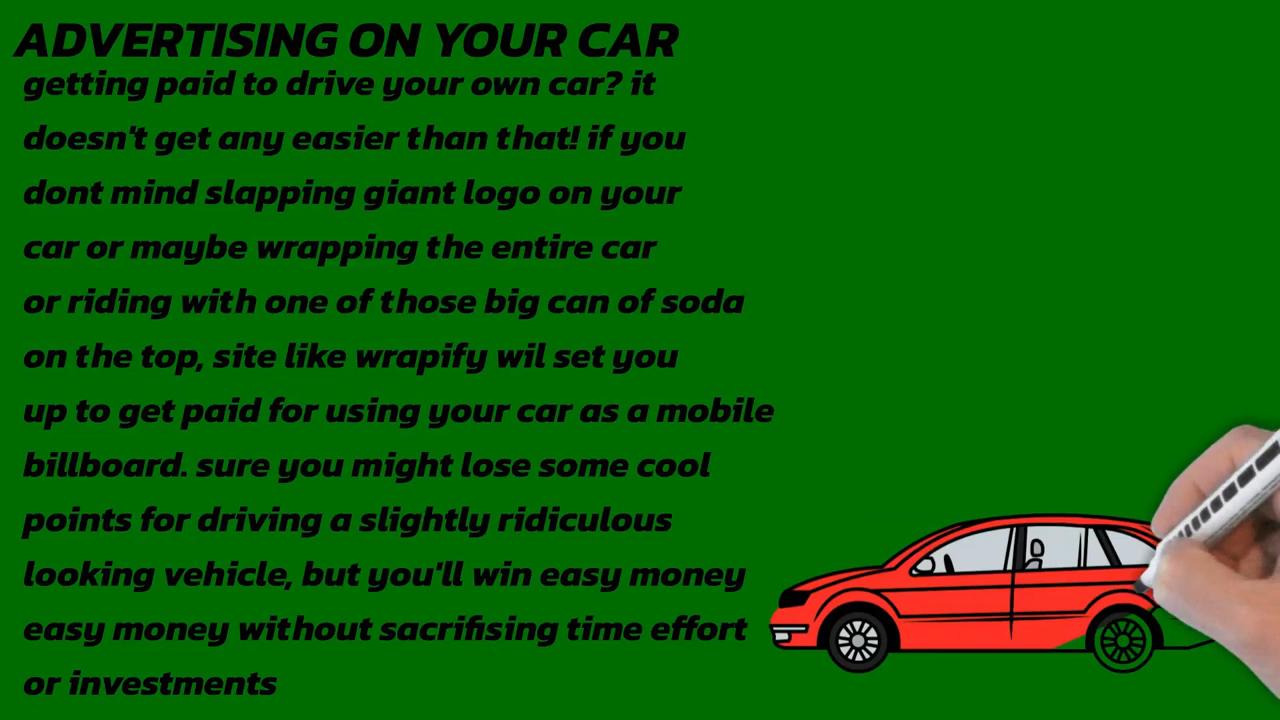 ADVERTISING ON YOUR CAR
getting paid to drive your own car? it
doesn't get any easier than that! if you
dont mind slapping giant logo on your
car or maybe wrapping the entire car
or riding with one of those big can of soda
on the top, site like wrapify wil set you
up to get paid for using your car as a mobile
billboard. sure you might lose some cool
points for driving a slightly ridiculous
looking vehicle, but you'll win easy money
easy money without sacrifising time effort
or investments